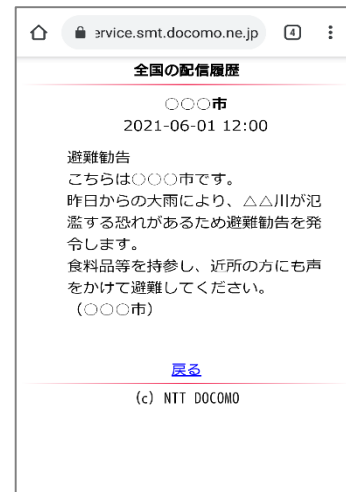 ervice.smt.docomo.ne.jp 4
全国の配信履歴
○○○市
2021-06-01 12:00
避難勧告
こちらは○○○市です。
昨日からの大雨により、△△川が氾
濫する恐れがあるため避難勧告を発
令します。
食料品等を持参し、近所の方にも声
をかけて避難してください。
（○○○市）
戻る
(c) NTT DOCOMO